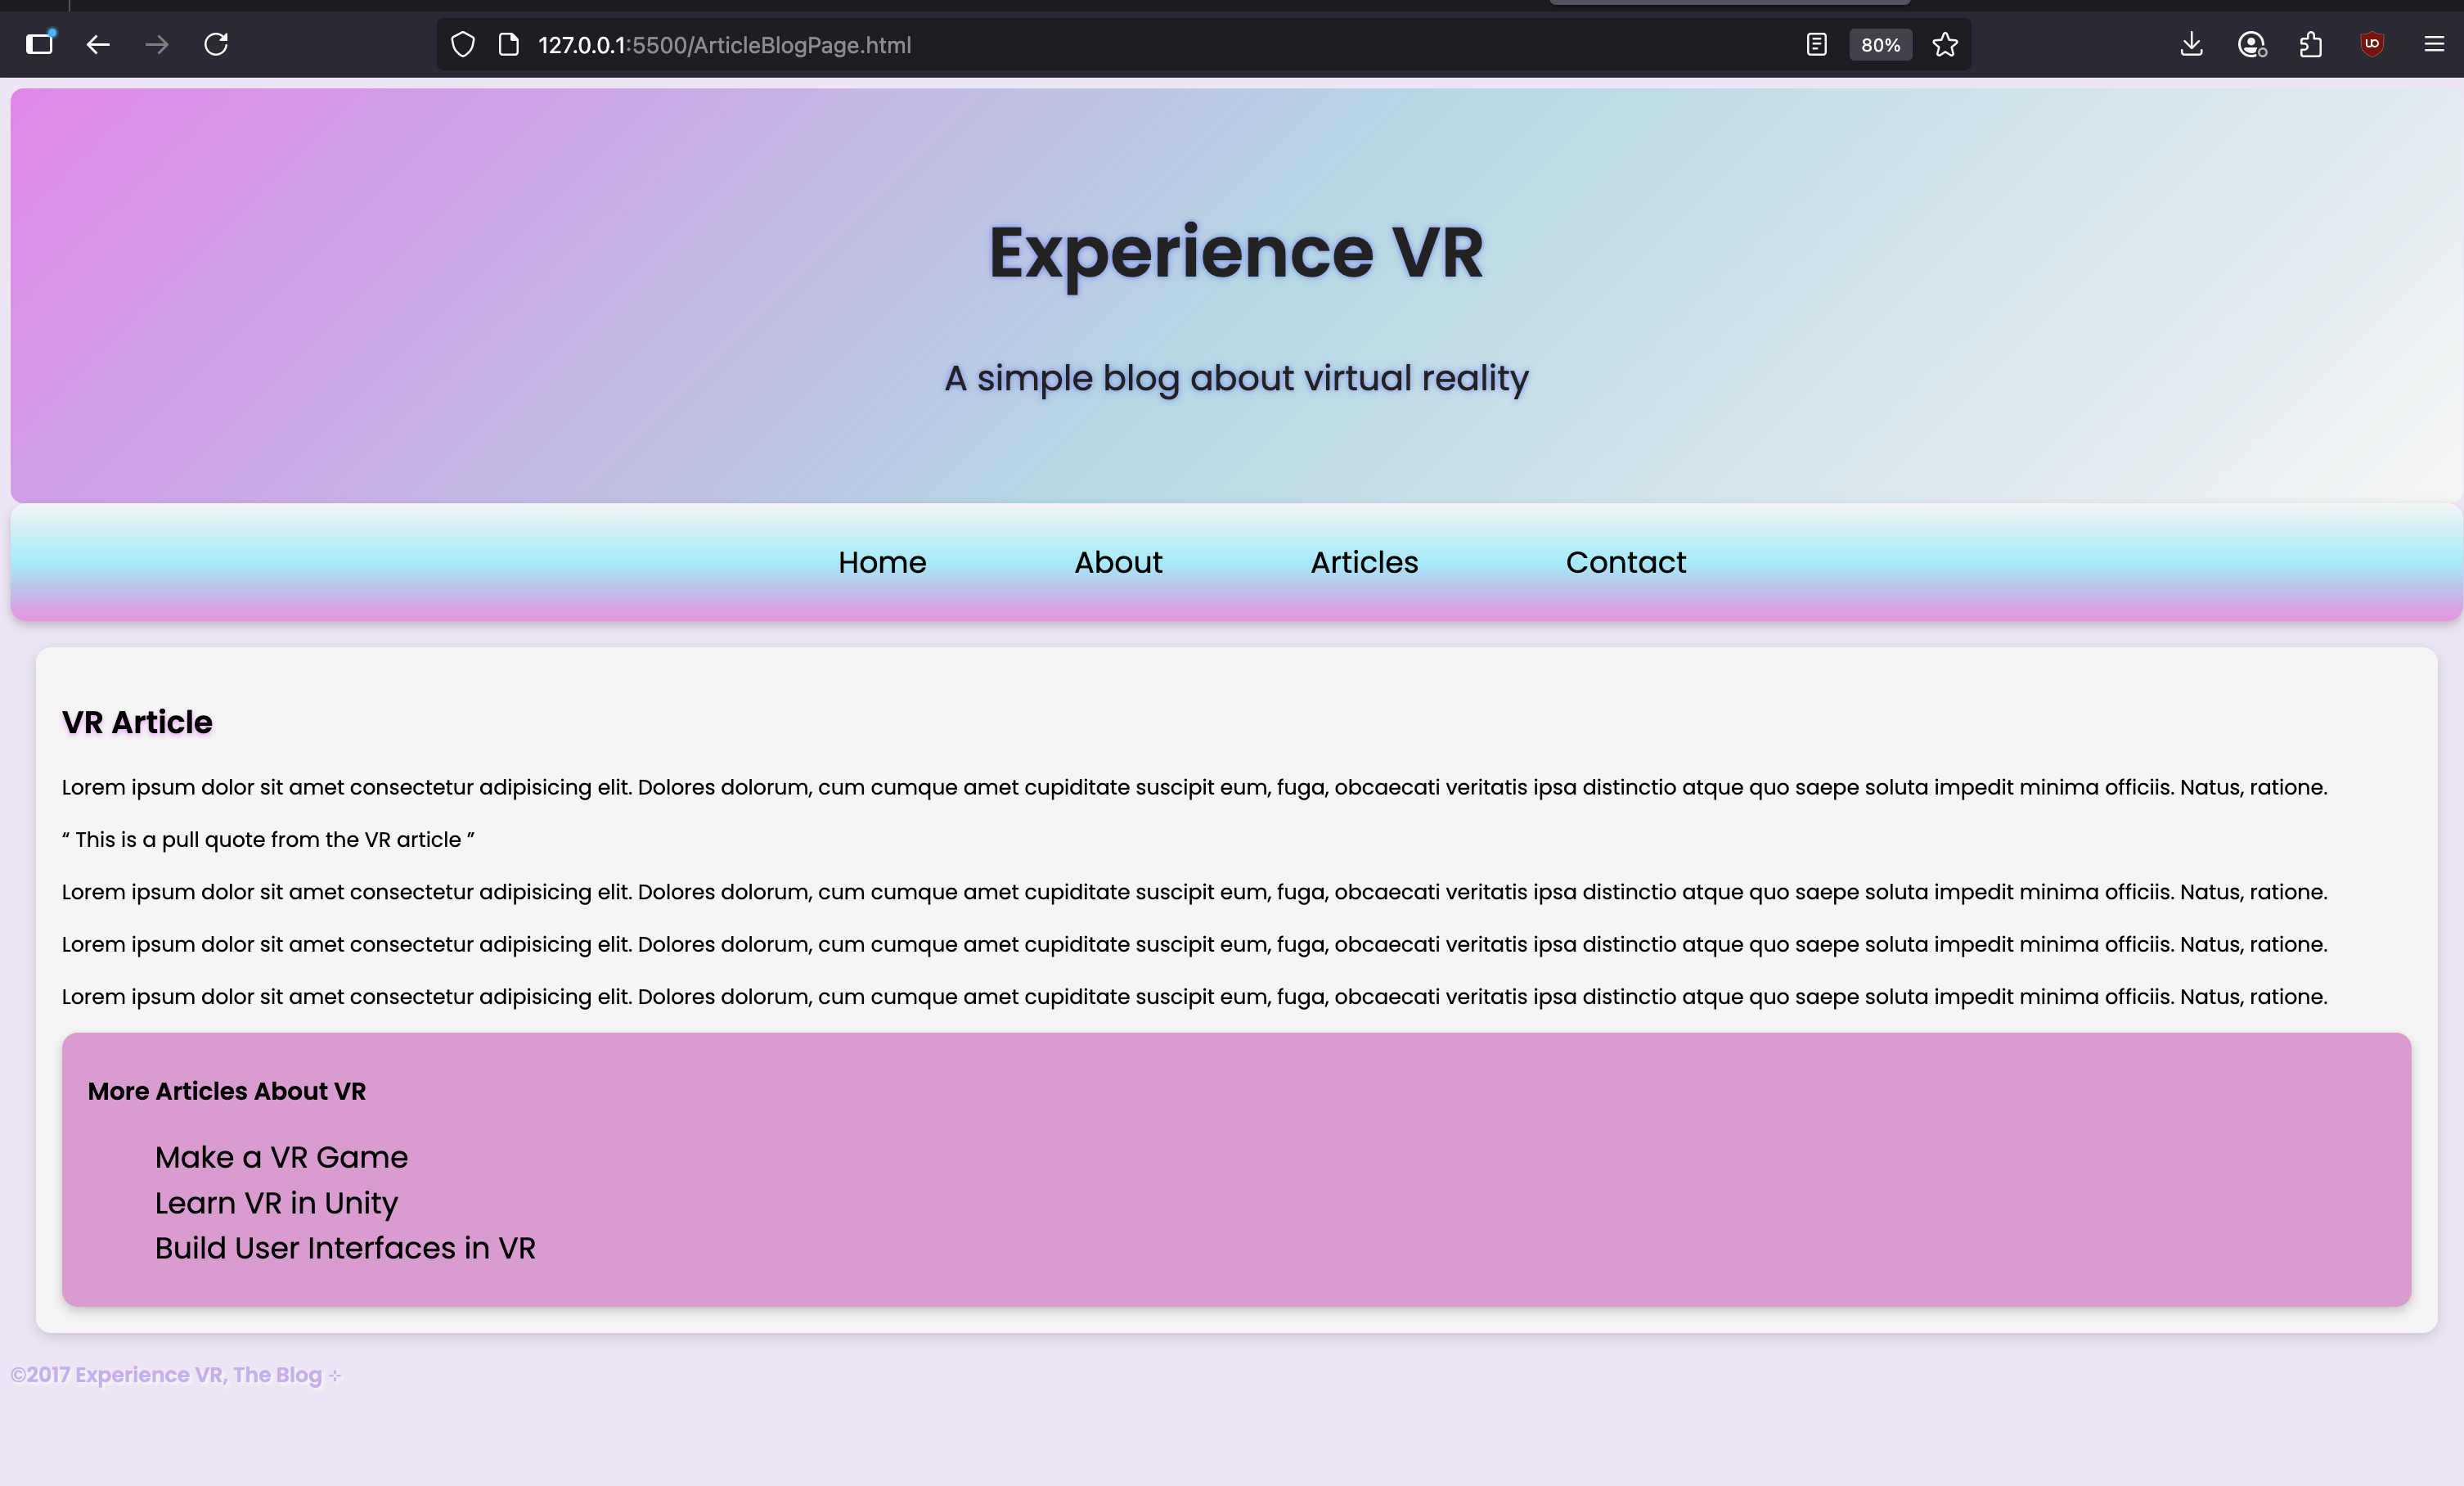 127.0.0.1:5500/ArticleBlogPage.html
80%
Experience VR
A simple blog about virtual reality
Home About Articles Contact
VR Article
Lorem ipsum dolor sit amet consectetur adipisicing elit. Dolores dolorum, cum cumque amet cupiditate suscipit eum, fuga, obcaecati veritatis ipsa distinctio atque quo saepe soluta impedit minima officiis. Natus, ratione.
“ This is a pull quote from the VR article ”
Lorem ipsum dolor sit amet consectetur adipisicing elit. Dolores dolorum, cum cumque amet cupiditate suscipit eum, fuga, obcaecati veritatis ipsa distinctio atque quo saepe soluta impedit minima officiis. Natus, ratione.
Lorem ipsum dolor sit amet consectetur adipisicing elit. Dolores dolorum, cum cumque amet cupiditate suscipit eum, fuga, obcaecati veritatis ipsa distinctio atque quo saepe soluta impedit minima officiis. Natus, ratione.
Lorem ipsum dolor sit amet consectetur adipisicing elit. Dolores dolorum, cum cumque amet cupiditate suscipit eum, fuga, obcaecati veritatis ipsa distinctio atque quo saepe soluta impedit minima officiis. Natus, ratione.
More Articles About VR
Make a VR Game
Learn VR in Unity
Build User Interfaces in VR
©2017 Experience VR, The Blog ⊹